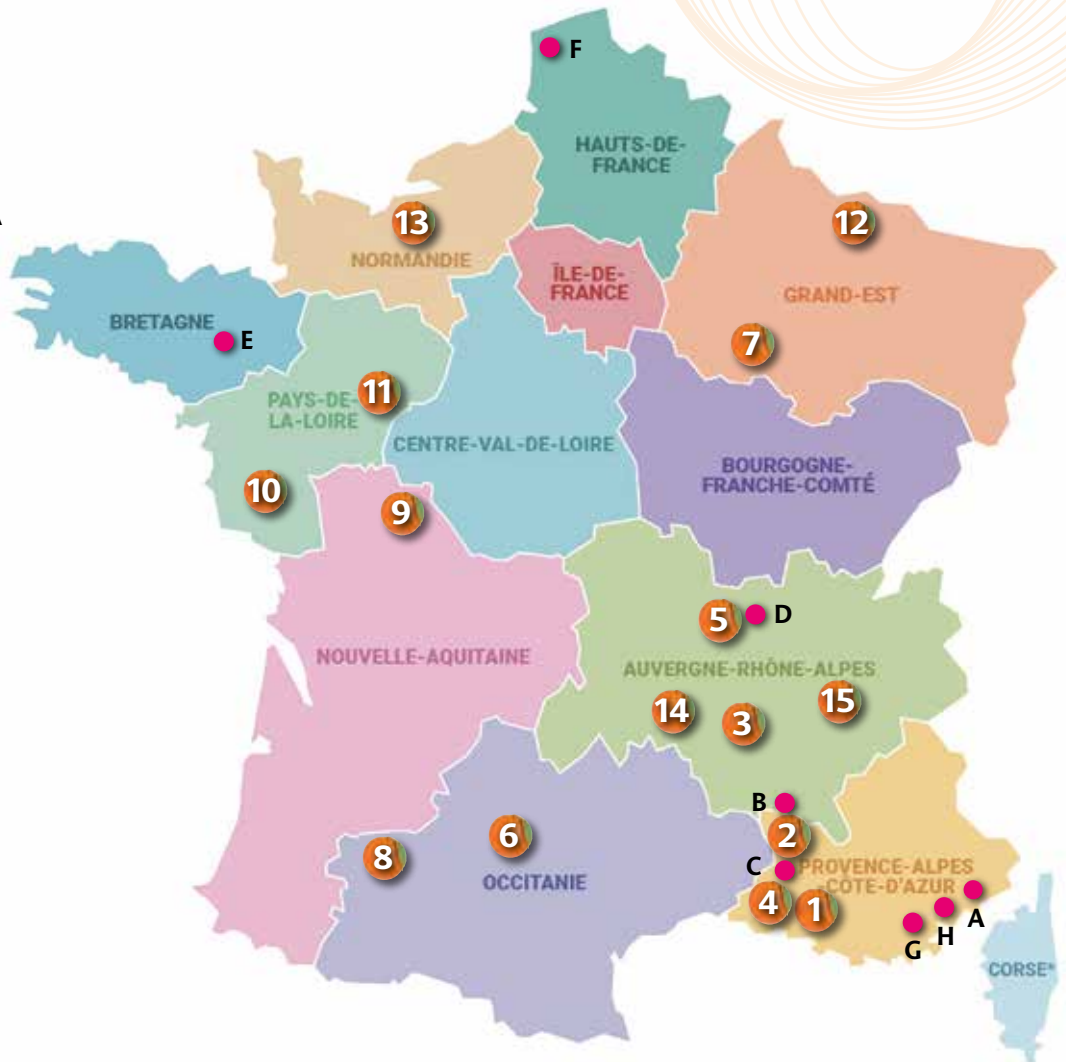 F
HAUTS-DE-
FRANCE
13
12
NORMANDIE
ÎLE-DE-
FRANCE
GRAND-EST
BRETAGNE
E
7
11
PAYS-DE-
LA-LOIRE
CENTRE-VAL-DE-LOIRE
BOURGOGNE-
FRANCHE-COMTÉ
10
9
5
D
NOUVELLE-AQUITAINE
AUVERGNE-RHÔNE-ALPES
14
3
15
B
2
6
8
C
PROVENCE-ALPES
-CÔTE-D'AZUR
OCCITANIE
4
1
A
H
G
CORSE*